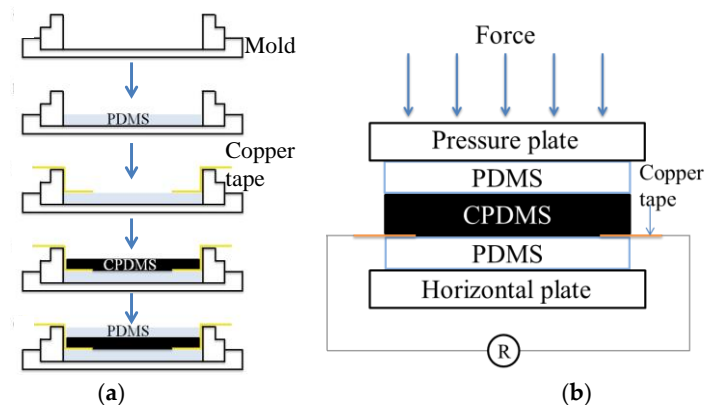 Mold
PDMS
Copper
tape
CPDMS
PDMS
(a)
Force
Pressure plate
PDMS
Copper
tape
CPDMS
PDMS
Horizontal plate
R
(b)